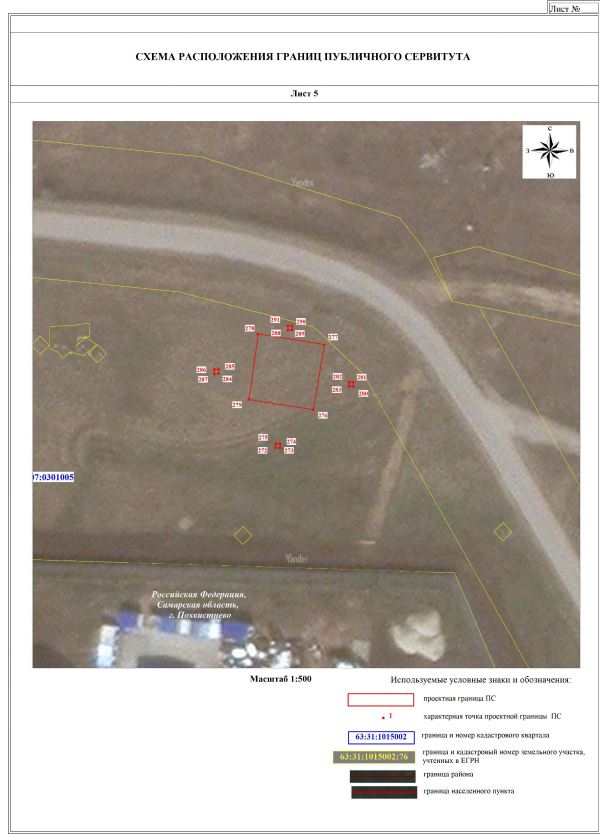 Лист №
СХЕМА РАСПОЛОЖЕНИЯ ГРАНИЦ ПУБЛИЧНОГО СЕРВИТУТА
Лист 5
С
З В
Ю
Yandex
291 290
278 288 289
277
286 285
287 284
282 281
283 280
279
276
275 274
272 273
07:0301005
Yandex
Российская Федерация,
Самарская область,
г. Похвистнево
Масштаб 1:500
Используемые условные знаки и обозначения:
проектная граница ПС
1 характерная точка проектной границы ПС
63:31:1015002 граница и номер кадастрового квартала
63:31:1015002:76 граница и кадастровый номер земельного участка,
учтенных в ЕГРН
граница района
граница населенного пункта